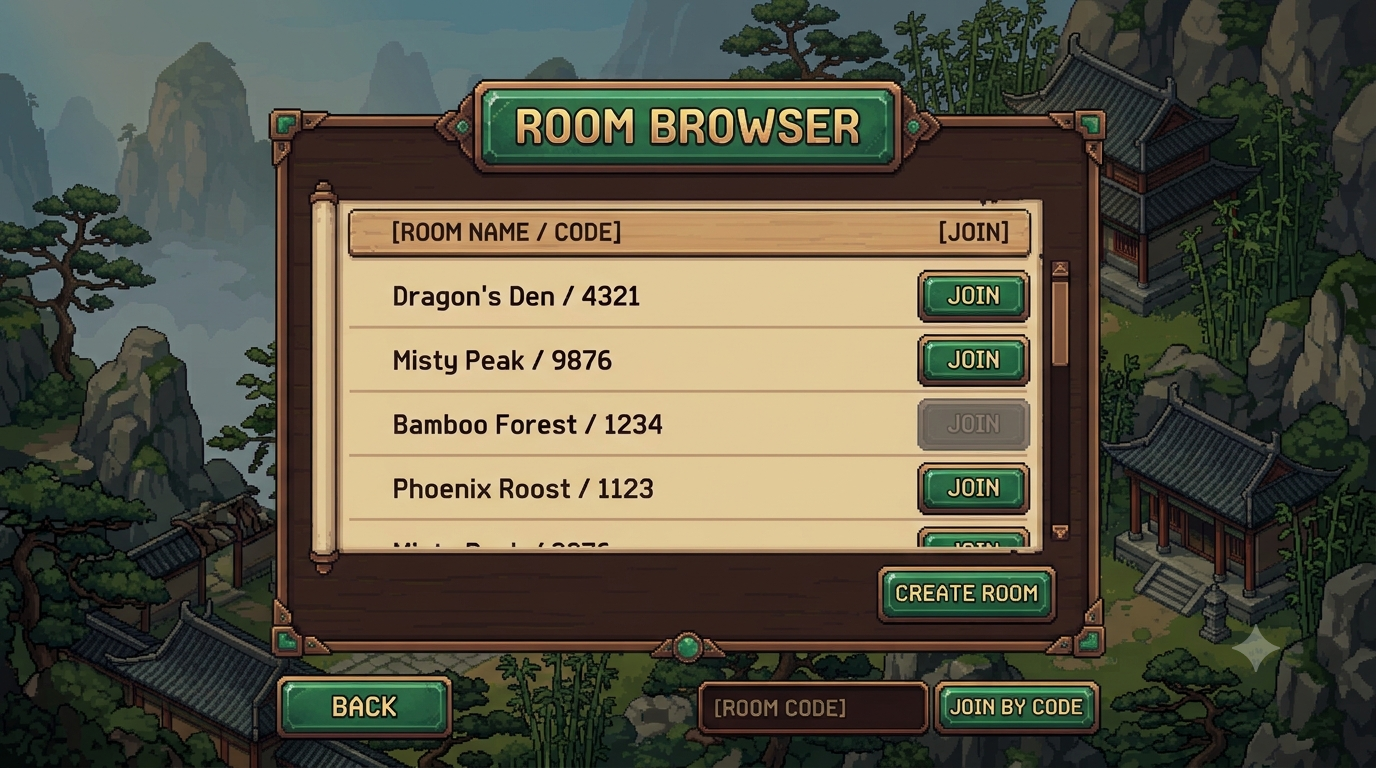 ROOM BROWSER
[ROOM NAME / CODE] [JOIN]
Dragon's Den / 4321 JOIN
Misty Peak / 9876 JOIN
Bamboo Forest / 1234 JOIN
Phoenix Roost / 1123 JOIN
JOIN
CREATE ROOM
BACK [ROOM CODE] JOIN BY CODE